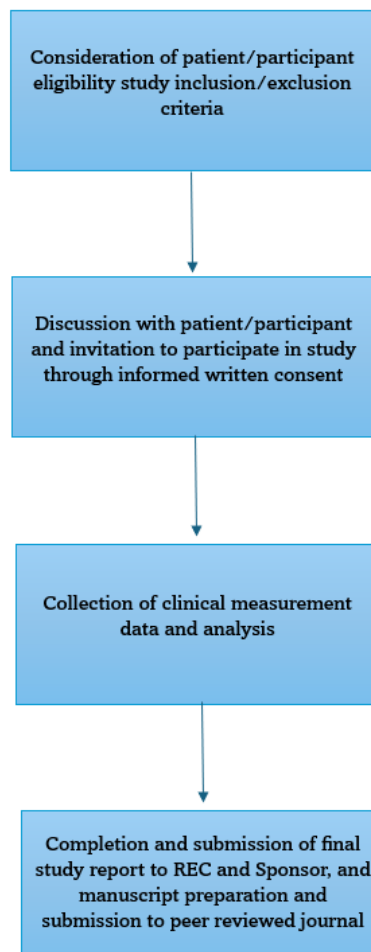 Consideration of patient/participant
eligibility study inclusion/exclusion
criteria
Discussion with patient/participant
and invitation to participate in study
through informed written consent
Collection of clinical measurement
data and analysis
Completion and submission of final
study report to REC and Sponsor, and
manuscript preparation and
submission to peer reviewed journal